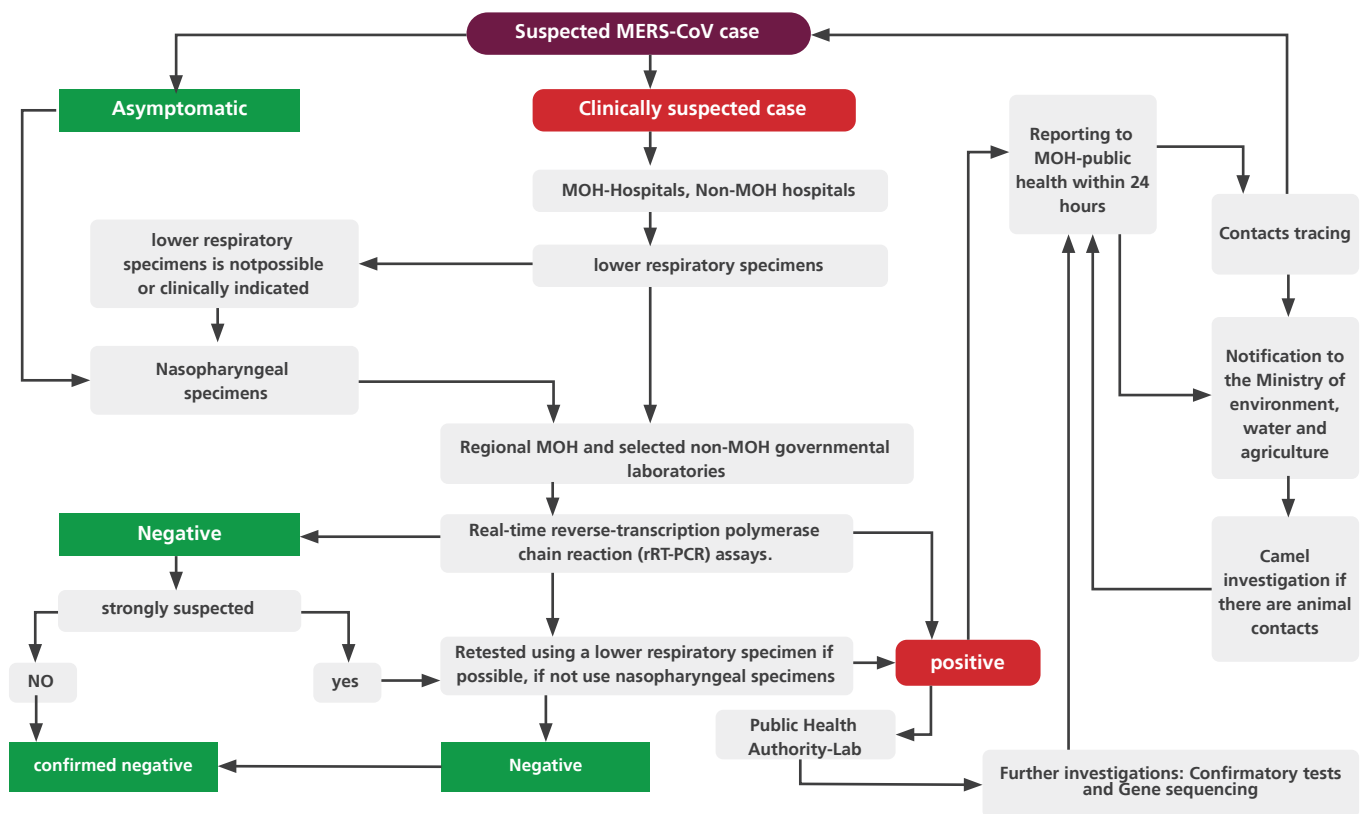 Suspected MERS-CoV case
Asymptomatic
Clinically suspected case
MOH-Hospitals, Non-MOH hospitals
lower respiratory specimens
lower respiratory
specimens is notpossible
or clinically indicated
Nasopharyngeal
specimens
Regional MOH and selected non-MOH governmental
laboratories
Real-time reverse-transcription polymerase
chain reaction (rRT-PCR) assays.
Negative
strongly suspected
NO
yes
Retested using a lower respiratory specimen if
possible, if not use nasopharyngeal specimens
confirmed negative
Negative
positive
Public Health
Authority-Lab
Further investigations: Confirmatory tests
and Gene sequencing
Reporting to
MOH-public
health within 24
hours
Contacts tracing
Notification to
the Ministry of
environment,
water and
agriculture
Camel
investigation if
there are animal
contacts